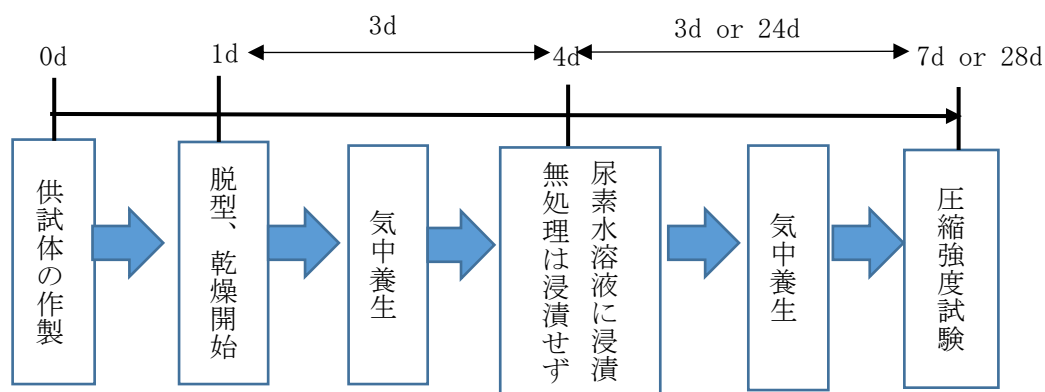 3d
3d or 24d
0d
1d
4d
7d or 28d
供試体の作製
脱型、乾燥開始
気中養生
尿素水溶液に浸漬
無処理は浸漬せず
気中養生
圧縮強度試験